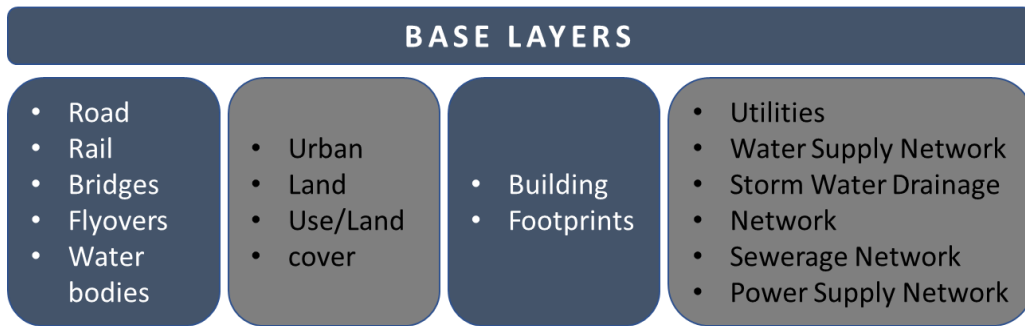 BASE LAYERS
• Road
• Rail
• Bridges
• Flyovers
• Water
bodies
• Urban
• Land
• Use/Land
• cover
• Building
• Footprints
• Utilities
• Water Supply Network
• Storm Water Drainage
• Network
• Sewerage Network
• Power Supply Network